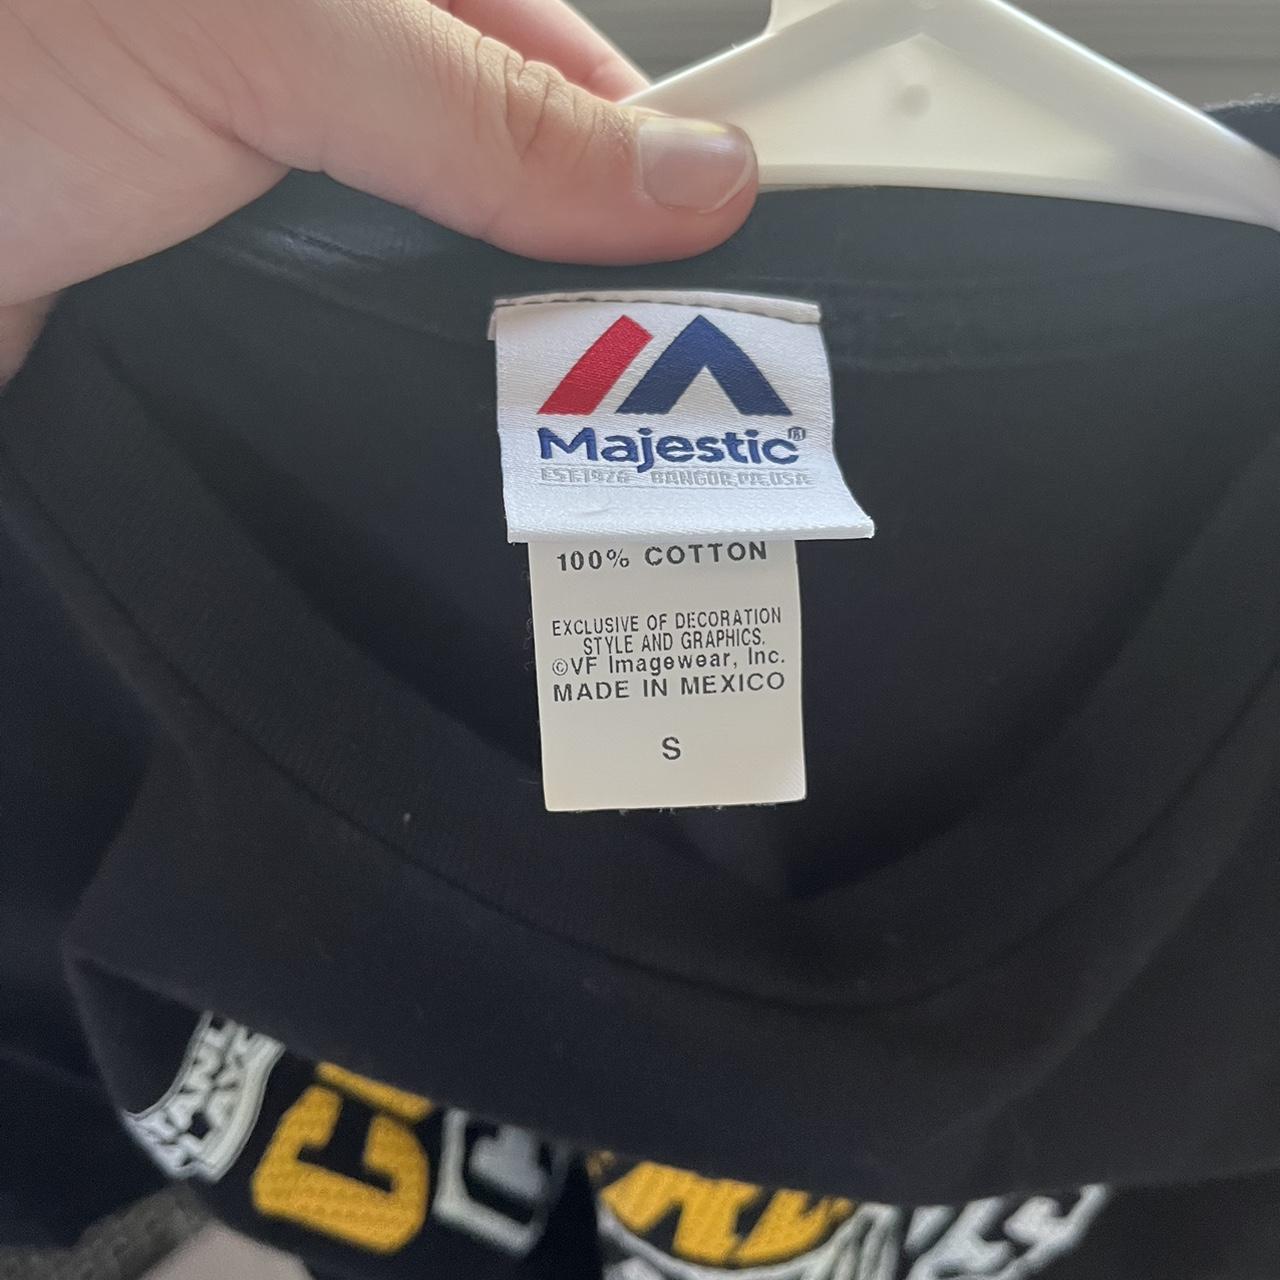 Majestic®
EST.1976 BANGOR, PA. USA
100% COTTON
EXCLUSIVE OF DECORATION
STYLE AND GRAPHICS.
©VF Imagewear, Inc.
MADE IN MEXICO
S